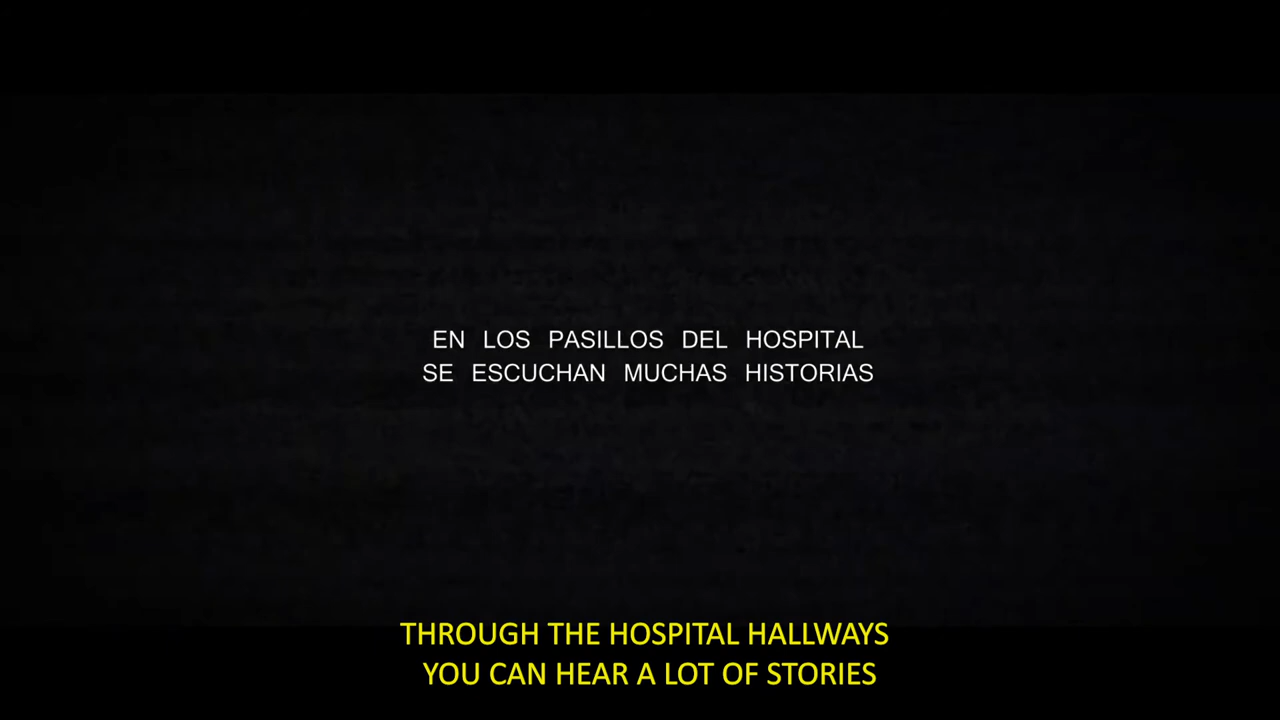 EN LOS PASILLOS DEL HOSPITAL
SE ESCUCHAN MUCHAS HISTORIAS
THROUGH THE HOSPITAL HALLWAYS
YOU CAN HEAR A LOT OF STORIES